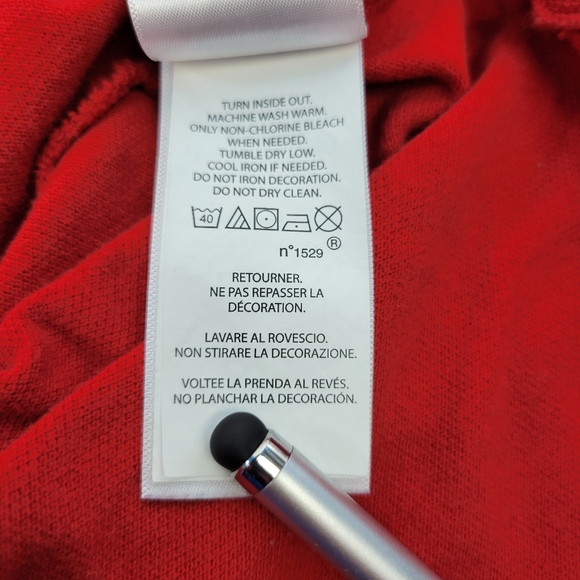 TURN INSIDE OUT.
MACHINE WASH WARM.
ONLY NON-CHLORINE BLEACH
WHEN NEEDED.
TUMBLE DRY LOW.
COOL IRON IF NEEDED.
DO NOT IRON DECORATION.
DO NOT DRY CLEAN.
40
n°1529 ®
RETOURNER.
NE PAS REPASSER LA
DÉCORATION.
LAVARE AL ROVESCIO.
NON STIRARE LA DECORAZIONE.
VOLTEE LA PRENDA AL REVÉS.
NO PLANCHAR LA DECORACIÓN.